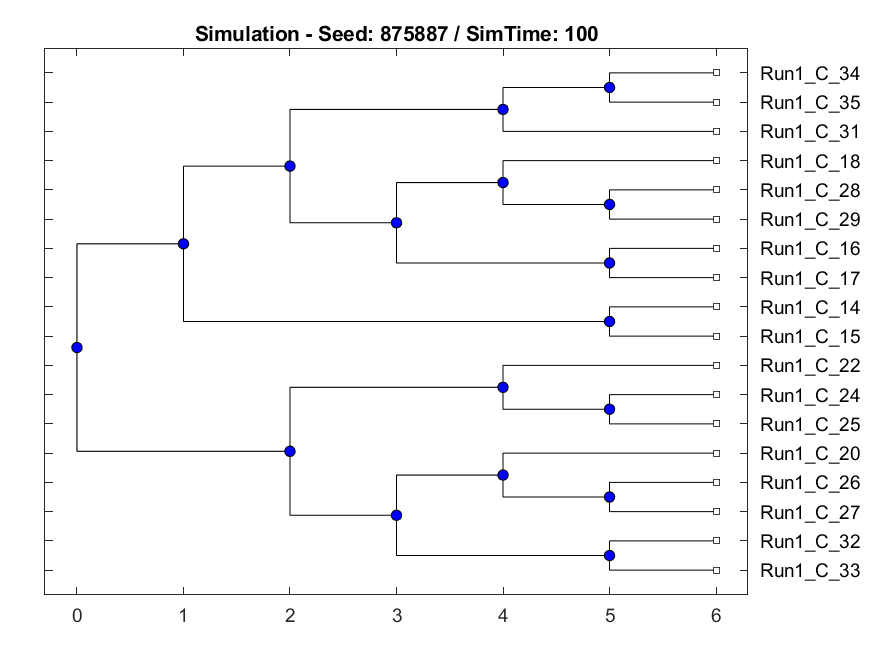 Simulation - Seed: 875887 / SimTime: 100
Run1_C_34
Run1_C_35
Run1_C_31
Run1_C_18
Run1_C_28
Run1_C_29
Run1_C_16
Run1_C_17
Run1_C_14
Run1_C_15
Run1_C_22
Run1_C_24
Run1_C_25
Run1_C_20
Run1_C_26
Run1_C_27
Run1_C_32
Run1_C_33
0 1 2 3 4 5 6